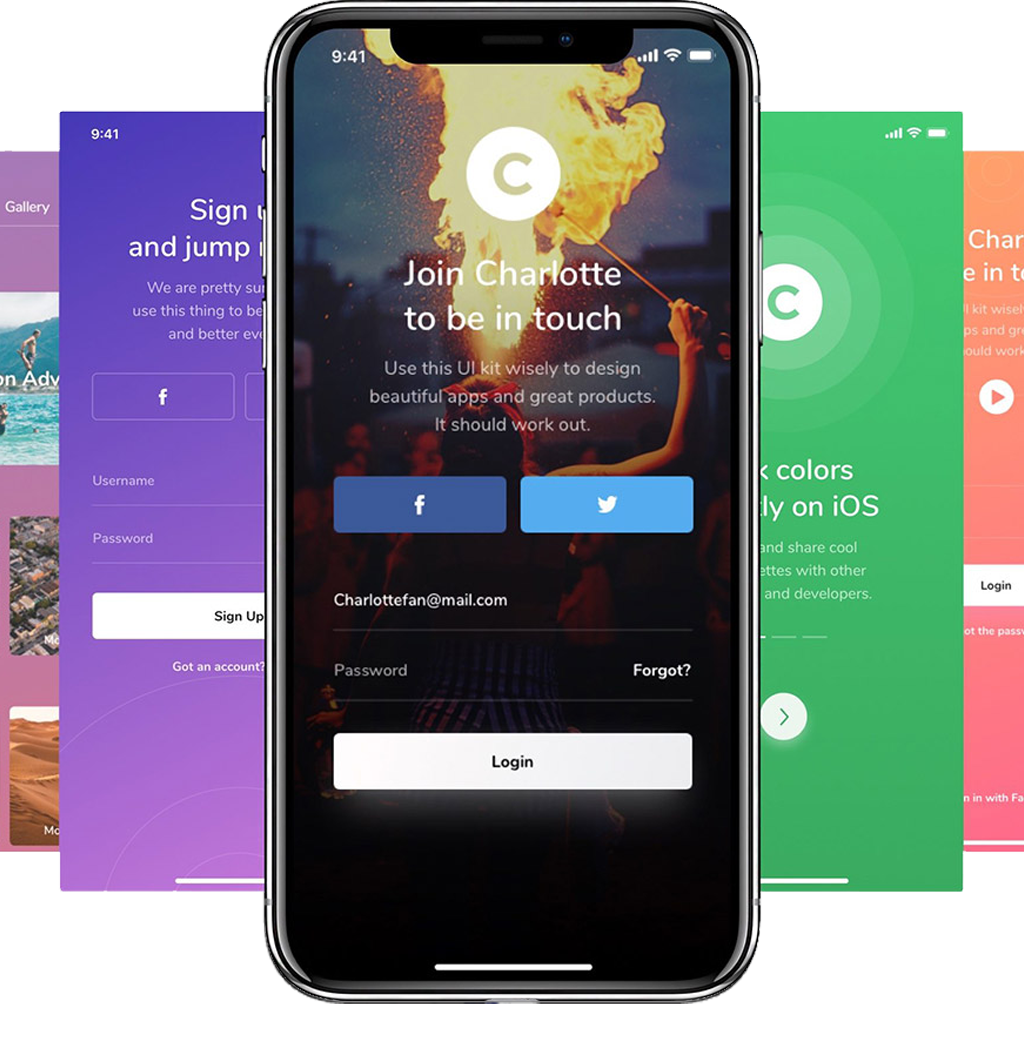 9:41
C
Join Charlotte
to be in touch
Use this UI kit wisely to design
beautiful apps and great products.
It should work out.
f
Charlottefan@mail.com
Password
Forgot?
Login
Gallery
on Adv
Mo
Mo
9:41
Sign u
and jump
We are pretty sur
use this thing to be
and better eve
f
Username
Password
Sign Up
Got an account?
C
colors
tly on iOS
and share cool
ettes with other
and developers.
Char
e in to
I kit wisel
ps and gre
ould work
Login
ot the passw
n in with Fa